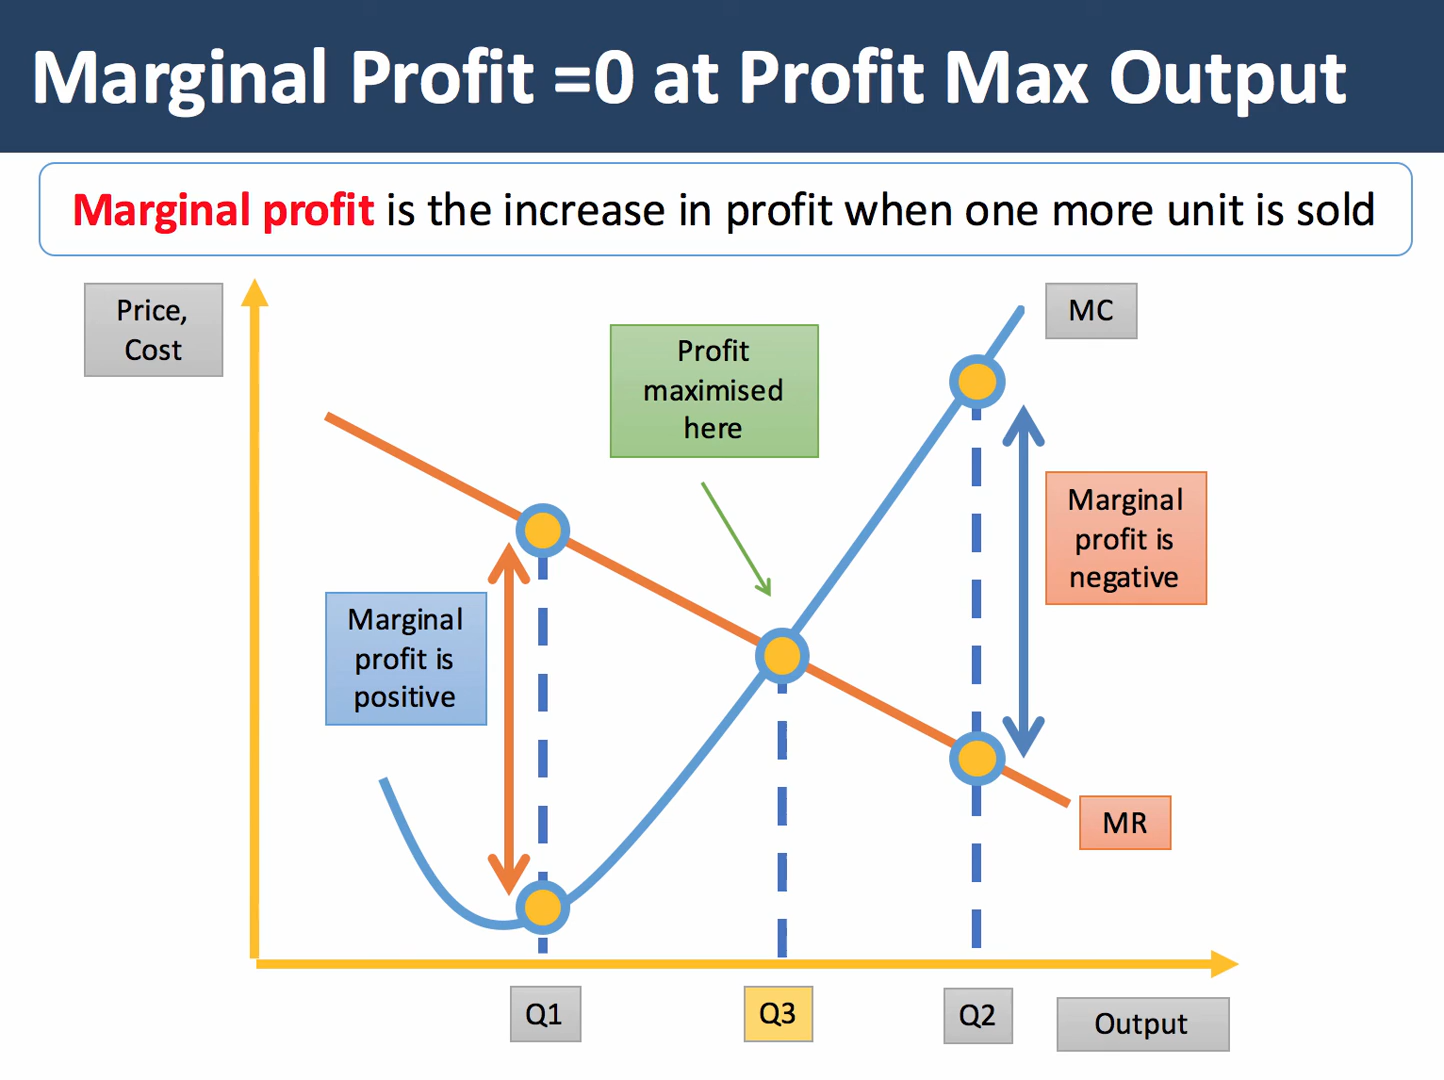 Marginal Profit =0 at Profit Max Output
Marginal profit is the increase in profit when one more unit is sold
Price,
Cost
MC
Profit
maximised
here
Marginal
profit is
negative
Marginal
profit is
positive
MR
Q1
Q3
Q2
Output